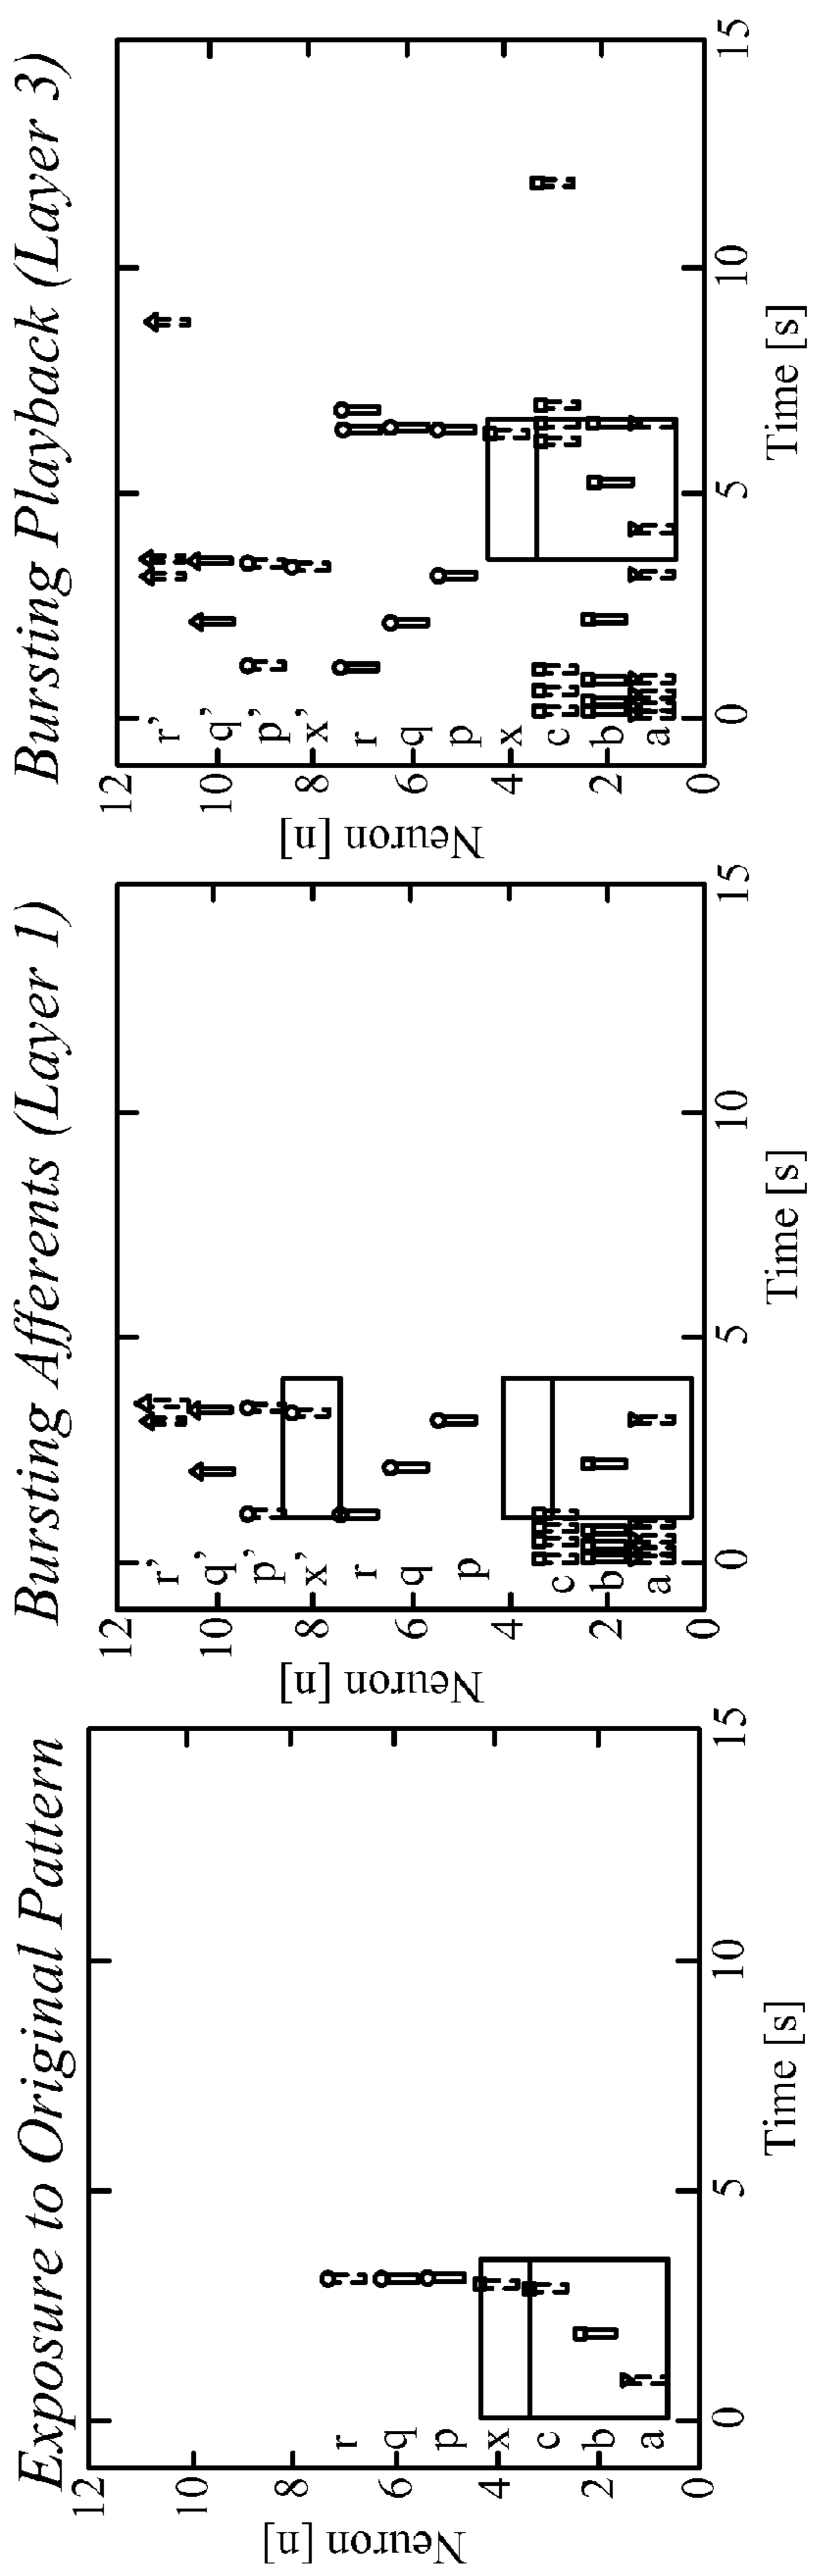 Exposure to Original Pattern
12
10
8
6
4
2
0
Neuron [n]
r
q
p
x
c
b
a
0
5
10
15
Time [s]
Bursting Afferents (Layer 1)
12
10
8
6
4
2
0
Neuron [n]
r'
q'
p'
x'
r
q
p
c
b
a
0
5
10
15
Time [s]
Bursting Playback (Layer 3)
12
10
8
6
4
2
0
Neuron [n]
r'
q'
p'
x'
r
q
p
x
c
b
a
0
5
10
15
Time [s]